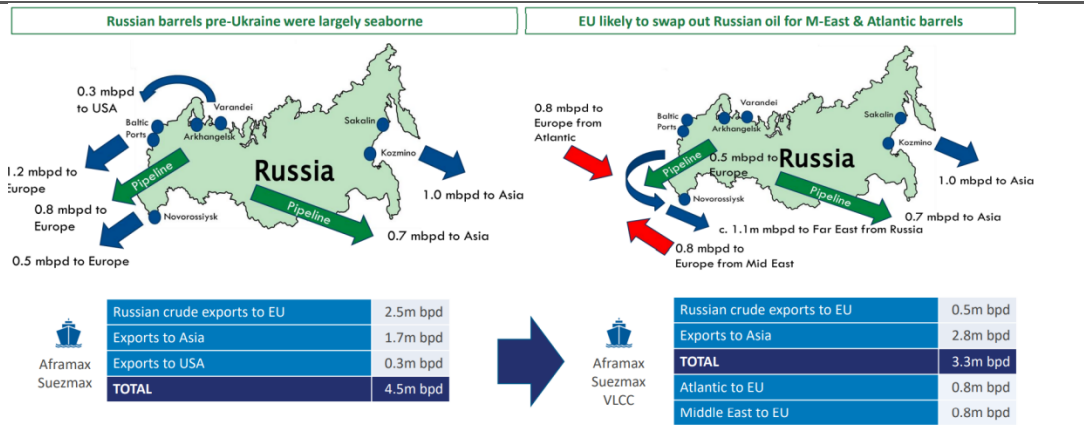 Russian barrels pre-Ukraine were largely seaborne
0.3 mbpd
to USA
Varandei
Baltic
Ports
Arkhangelsk
Sakalin
Kozmino
Russia
1.2 mbpd to
Europe
Pipeline
0.8 mbpd to
Europe
Novorossiysk
Pipeline
1.0 mbpd to Asia
0.7 mbpd to Asia
0.5 mbpd to Europe
Aframax
Suezmax
Russian crude exports to EU 2.5m bpd
Exports to Asia 1.7m bpd
Exports to USA 0.3m bpd
TOTAL 4.5m bpd
EU likely to swap out Russian oil for M-East & Atlantic barrels
0.8 mbpd to
Europe from
Atlantic
Varandei
Baltic
Ports
Arkhangelsk
Sakalin
Kozmino
Pipeline
0.5 mbpd to
Europe
Russia
1.0 mbpd to Asia
Novorossiysk
Pipeline
0.7 mbpd to Asia
c. 1.1m mbpd to Far East from Russia
0.8 mbpd to
Europe from Mid East
Aframax
Suezmax
VLCC
Russian crude exports to EU 0.5m bpd
Exports to Asia 2.8m bpd
TOTAL 3.3m bpd
Atlantic to EU 0.8m bpd
Middle East to EU 0.8m bpd